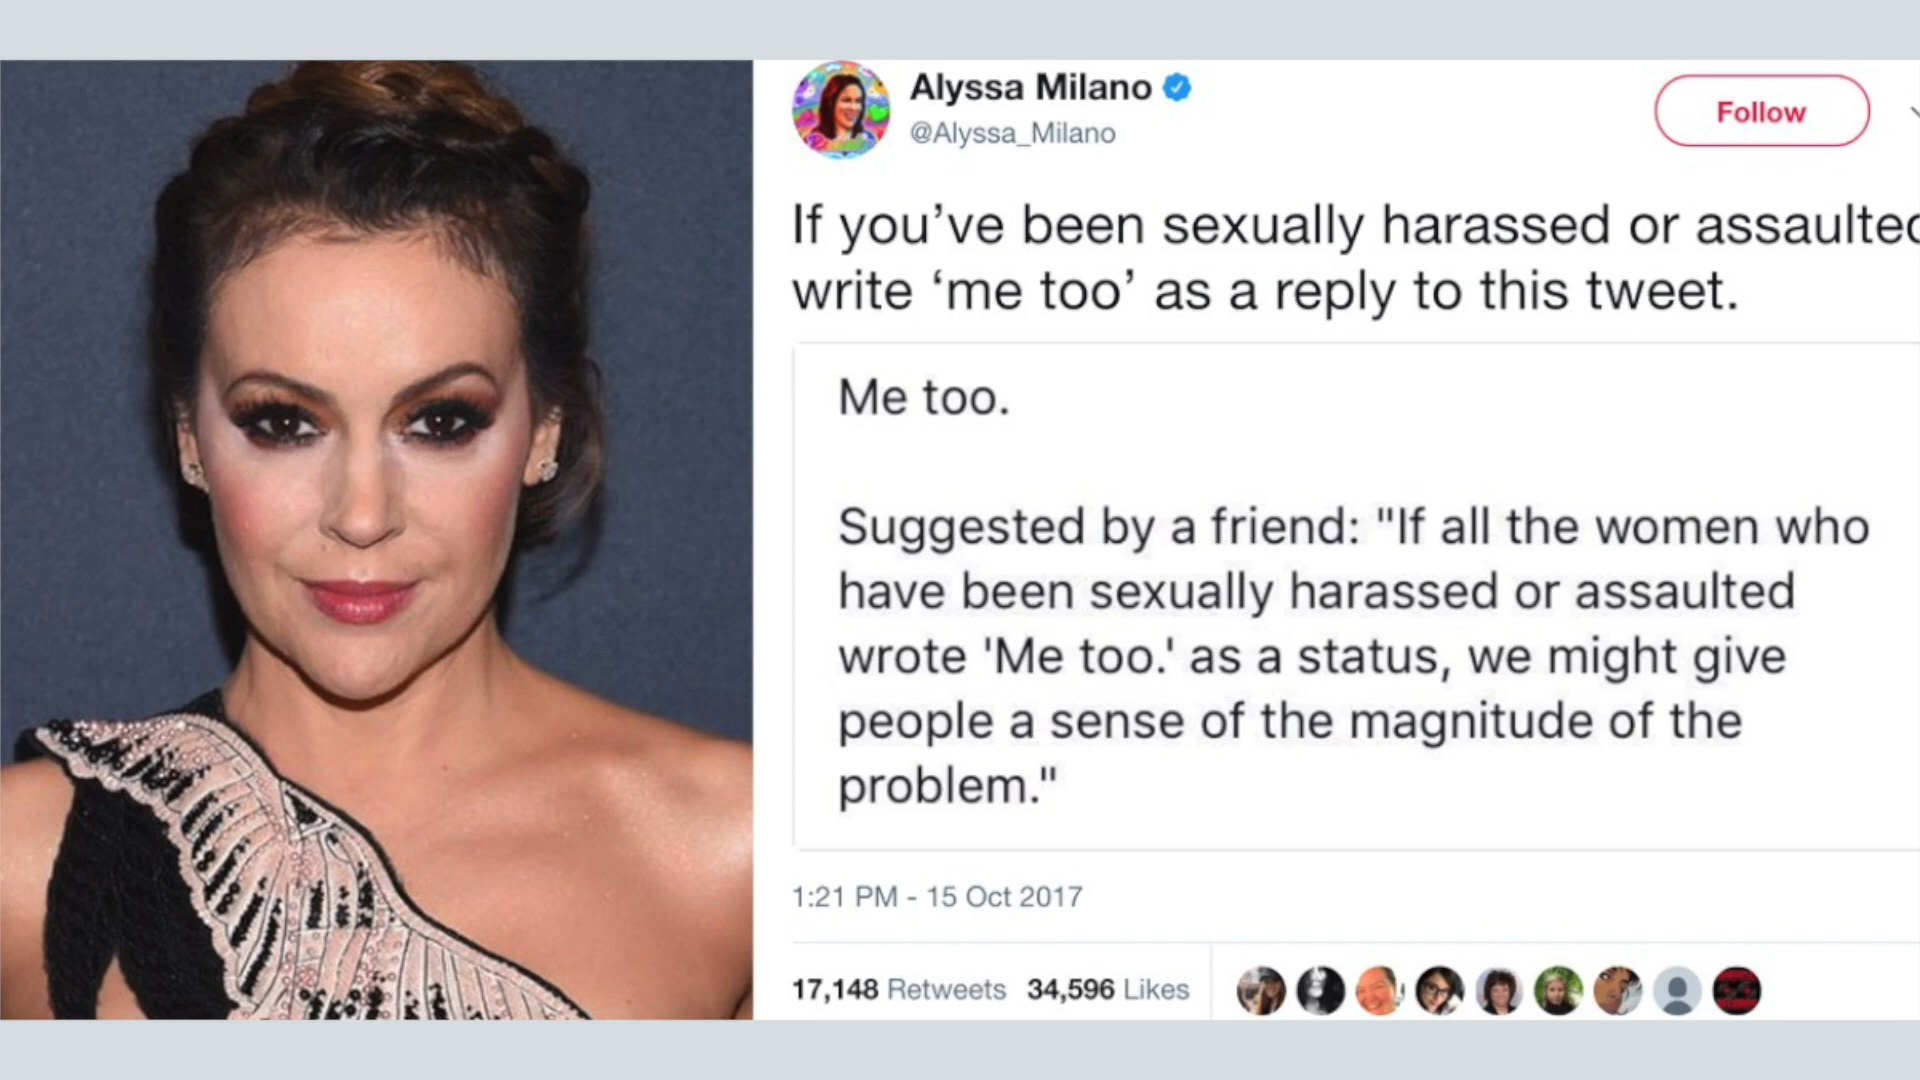 Alyssa Milano
@Alyssa_Milano
Follow
If you’ve been sexually harassed or assaulted
write ‘me too’ as a reply to this tweet.
Me too.
Suggested by a friend: "If all the women who
have been sexually harassed or assaulted
wrote 'Me too.' as a status, we might give
people a sense of the magnitude of the
problem."
1:21 PM - 15 Oct 2017
17,148 Retweets 34,596 Likes